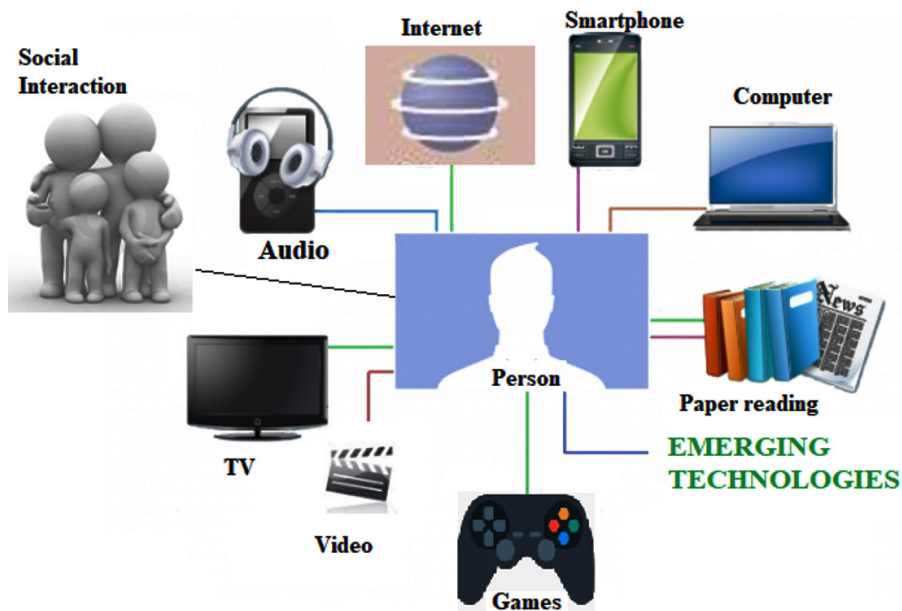 Internet
Smartphone
Social
Interaction
Computer
Audio
News
Person
Paper reading
TV
EMERGING
TECHNOLOGIES
Video
Games